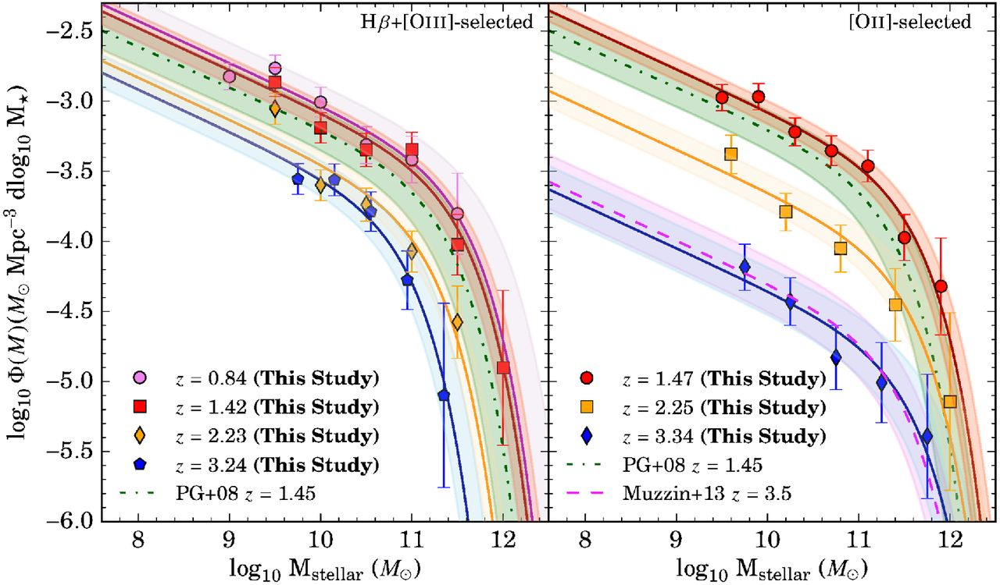 Hβ+[OIII]-selected
[OII]-selected
−2.5
−3.0
−3.5
−4.0
−4.5
−5.0
−5.5
−6.0
log₁₀ Φ(M)(M⊙ Mpc⁻³ dlog₁₀ M⋆)
z = 0.84 (This Study)
z = 1.42 (This Study)
z = 2.23 (This Study)
z = 3.24 (This Study)
PG+08 z = 1.45
z = 1.47 (This Study)
z = 2.25 (This Study)
z = 3.34 (This Study)
PG+08 z = 1.45
Muzzin+13 z = 3.5
8 9 10 11 12
8 9 10 11 12
log₁₀ Mstellar (M⊙)
log₁₀ Mstellar (M⊙)